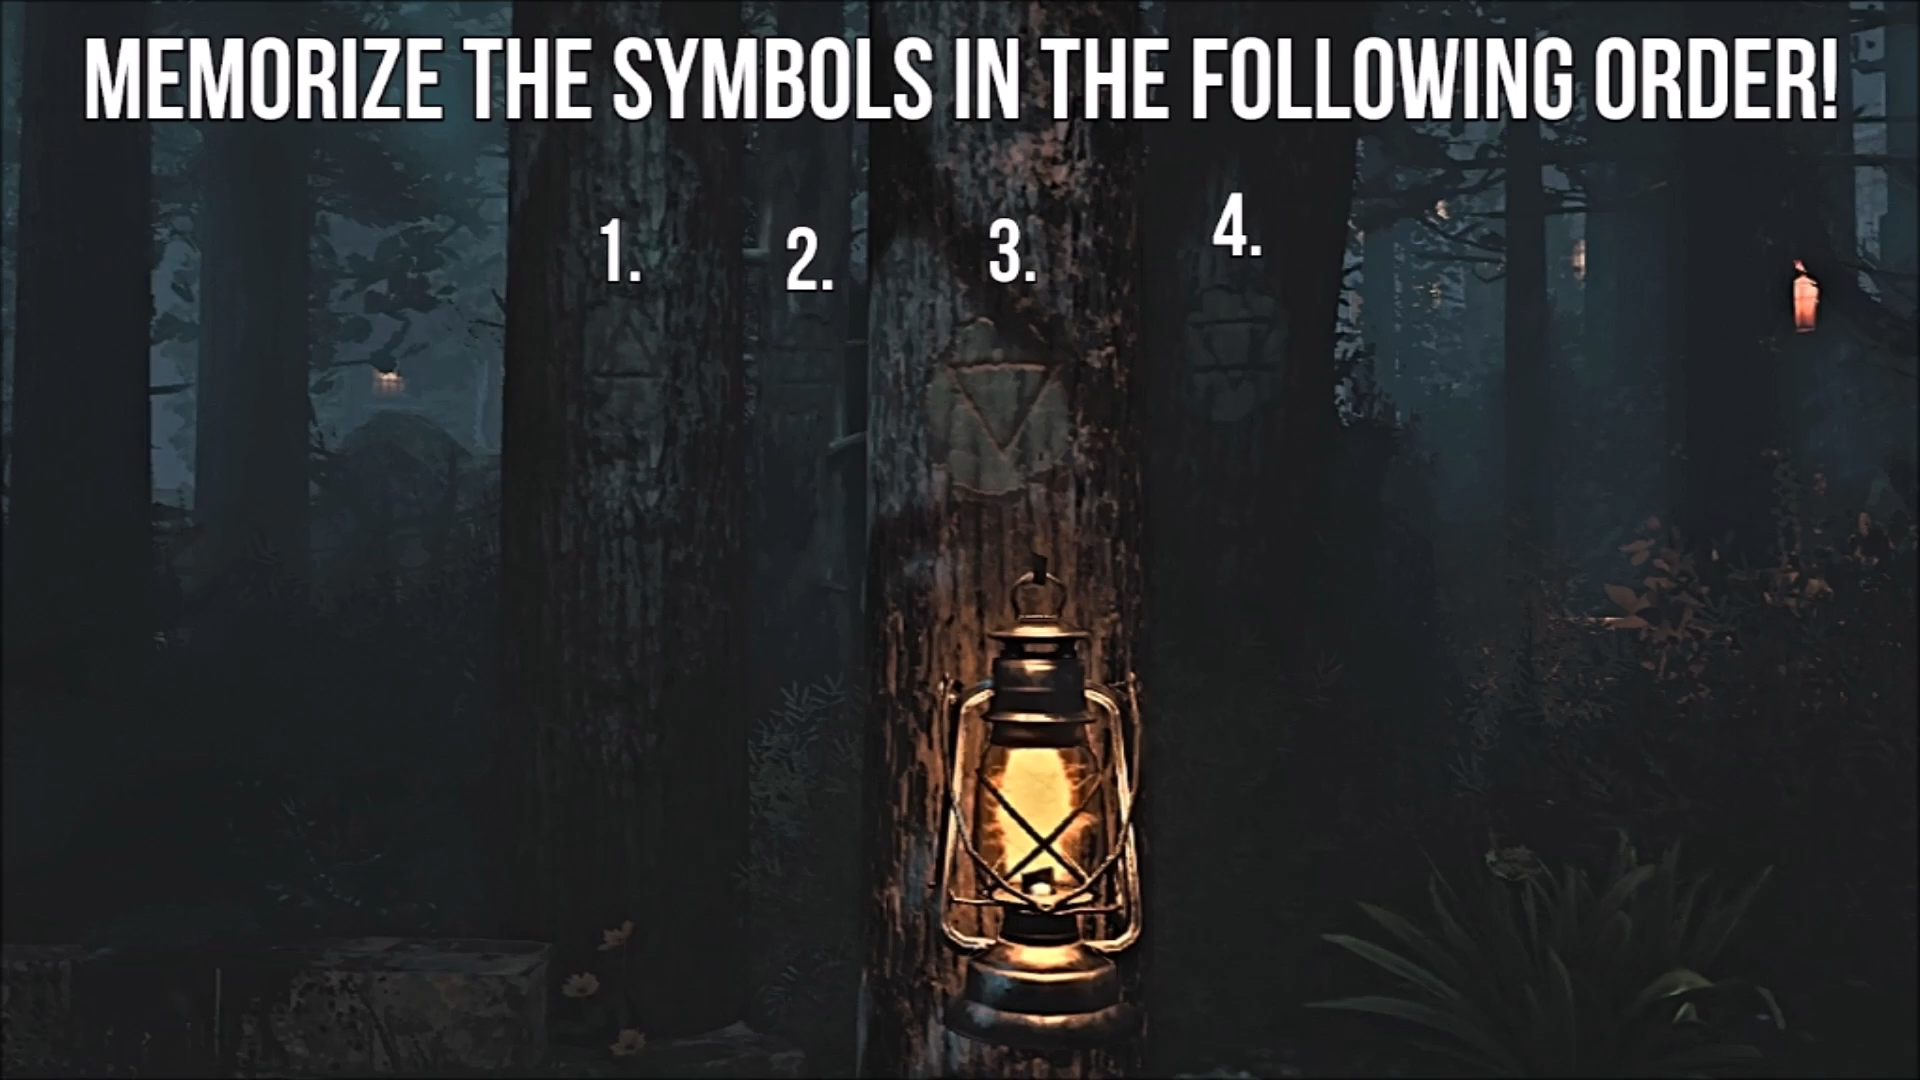 MEMORIZE THE SYMBOLS IN THE FOLLOWING ORDER!
1. 2. 3. 4.